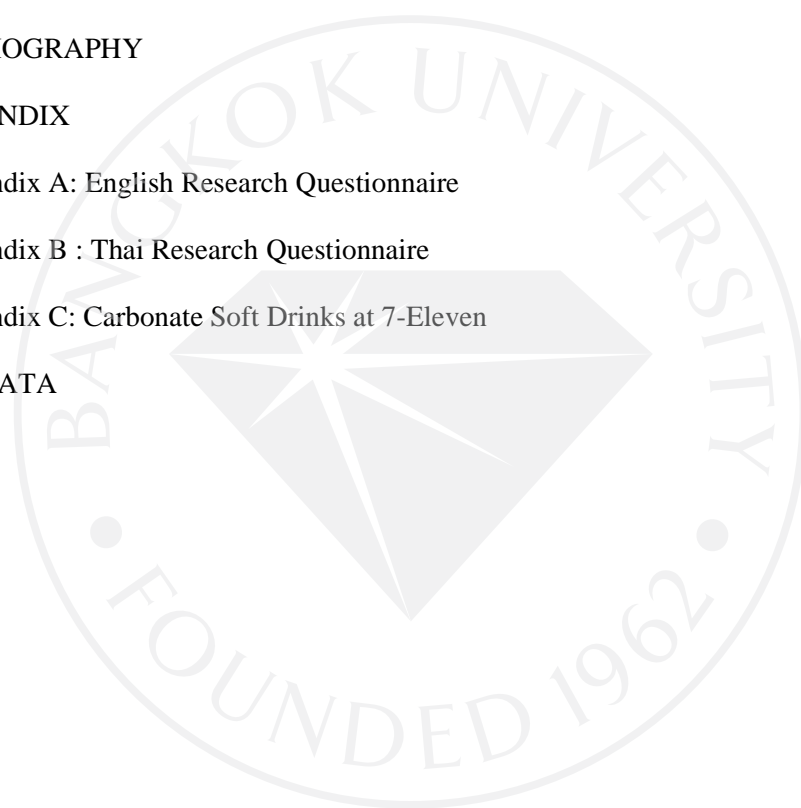 IOGRAPHY
NDIX
ndix A: English Research Questionnaire
ndix B : Thai Research Questionnaire
ndix C: Carbonate Soft Drinks at 7-Eleven
ATA
BANGKOK UNIVERSITY
• FOUNDED 1962 •